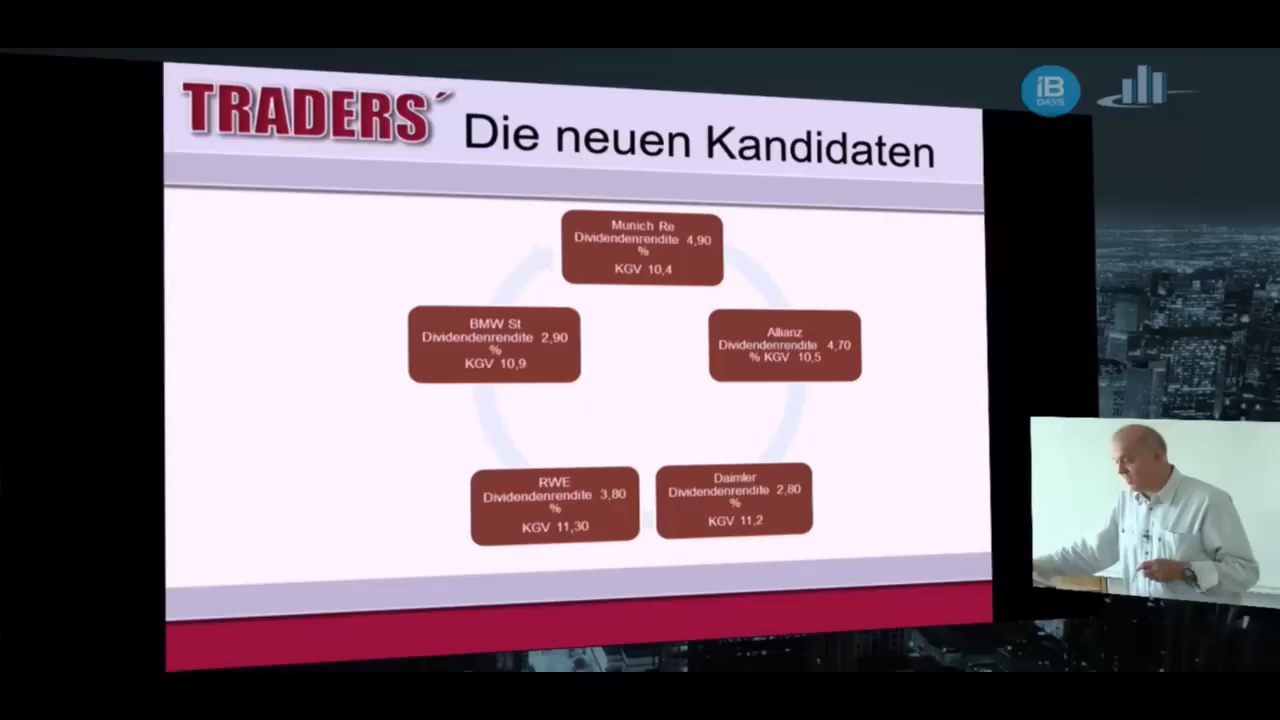 TRADERS´
Die neuen Kandidaten
iB
DAYS
Munich Re
Dividendenrendite 4,90
%
KGV 10,4
Allianz
Dividendenrendite 4,70
% KGV 10,5
Daimler
Dividendenrendite 2,80
%
KGV 11,2
RWE
Dividendenrendite 3,80
%
KGV 11,30
BMW St
Dividendenrendite 2,90
%
KGV 10,9